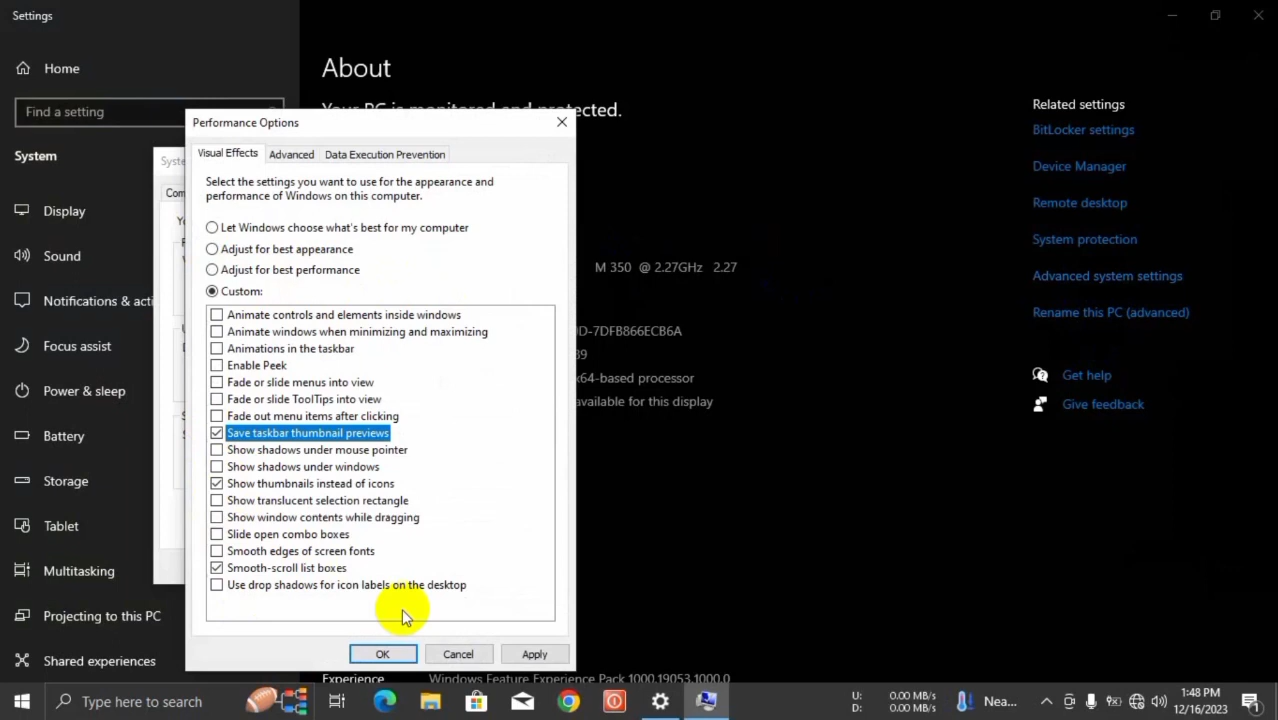 Settings
Home
Find a setting
System
Display
Sound
Notifications & acti
Focus assist
Power & sleep
Battery
Storage
Tablet
Multitasking
Projecting to this PC
Shared experiences
About
Your PC is monitored and protected.
M 350 @ 2.27GHz 2.27
0D-7DFB866ECB6A
39
x64-based processor
available for this display
Experience
Windows Feature Experience Pack 1000.19053.1000.0
Syste
Com
Performance Options
Visual Effects
Advanced
Data Execution Prevention
Select the settings you want to use for the appearance and
performance of Windows on this computer.
Let Windows choose what's best for my computer
Adjust for best appearance
Adjust for best performance
Custom:
Animate controls and elements inside windows
Animate windows when minimizing and maximizing
Animations in the taskbar
Enable Peek
Fade or slide menus into view
Fade or slide ToolTips into view
Fade out menu items after clicking
Save taskbar thumbnail previews
Show shadows under mouse pointer
Show shadows under windows
Show thumbnails instead of icons
Show translucent selection rectangle
Show window contents while dragging
Slide open combo boxes
Smooth edges of screen fonts
Smooth-scroll list boxes
Use drop shadows for icon labels on the desktop
OK
Cancel
Apply
Related settings
BitLocker settings
Device Manager
Remote desktop
System protection
Advanced system settings
Rename this PC (advanced)
Get help
Give feedback
Type here to search
U: 0.00 MB/s
D: 0.00 MB/s
Nea...
1:48 PM
12/16/2023
1